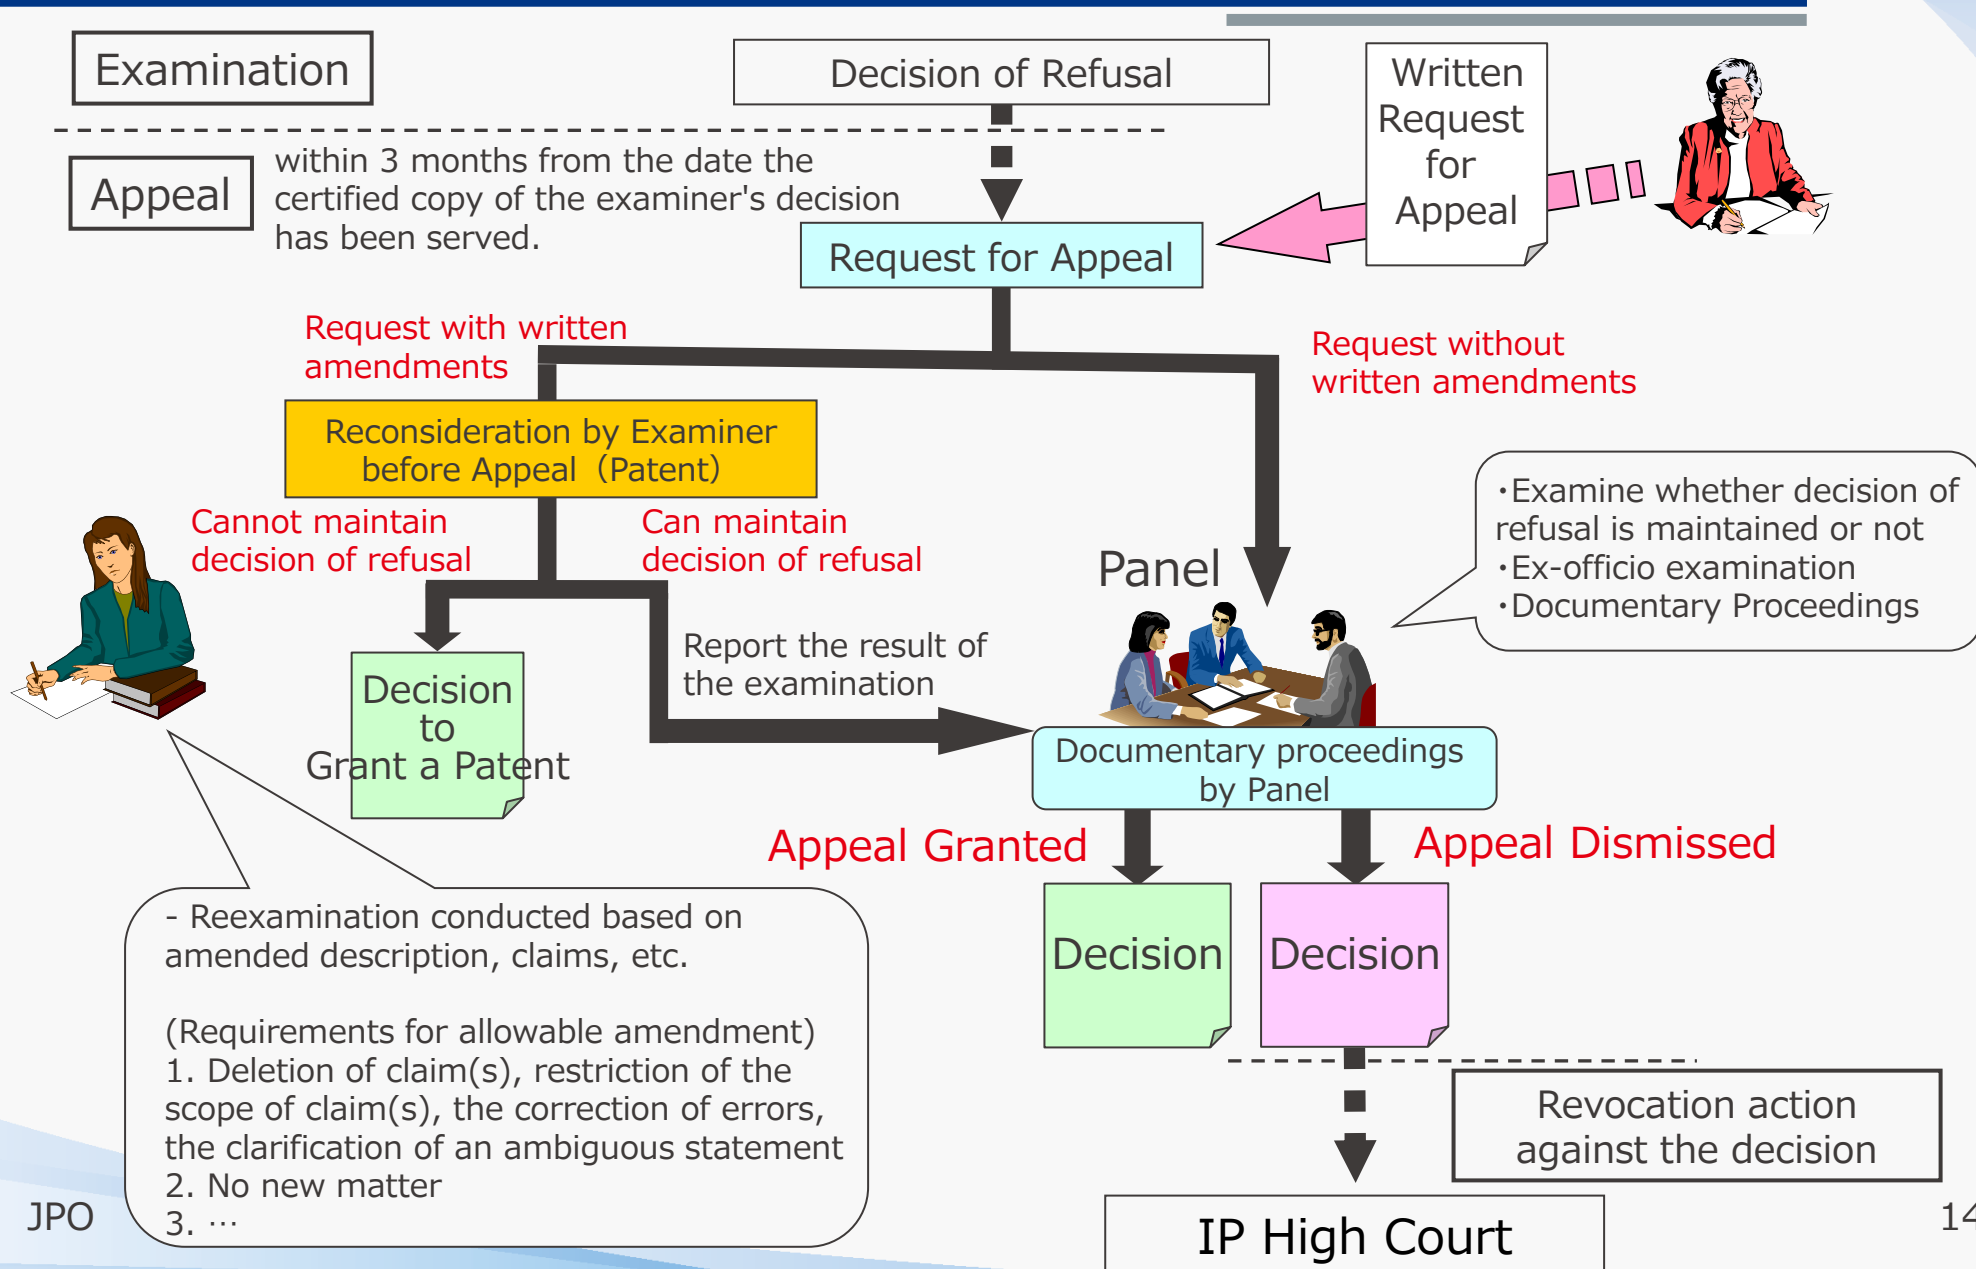 Examination
Decision of Refusal
Written
Request
for
Appeal
Appeal
within 3 months from the date the
certified copy of the examiner's decision
has been served.
Request for Appeal
Request with written
amendments
Request without
written amendments
Reconsideration by Examiner
before Appeal（Patent）
Cannot maintain
decision of refusal
Can maintain
decision of refusal
Panel
・Examine whether decision of
refusal is maintained or not
・Ex-officio examination
・Documentary Proceedings
Report the result of
the examination
Decision
to
Grant a Patent
Documentary proceedings
by Panel
Appeal Granted
Appeal Dismissed
Decision
Decision
- Reexamination conducted based on
amended description, claims, etc.
(Requirements for allowable amendment)
1. Deletion of claim(s), restriction of the
scope of claim(s), the correction of errors,
the clarification of an ambiguous statement
2. No new matter
3. …
Revocation action
against the decision
IP High Court
JPO
14